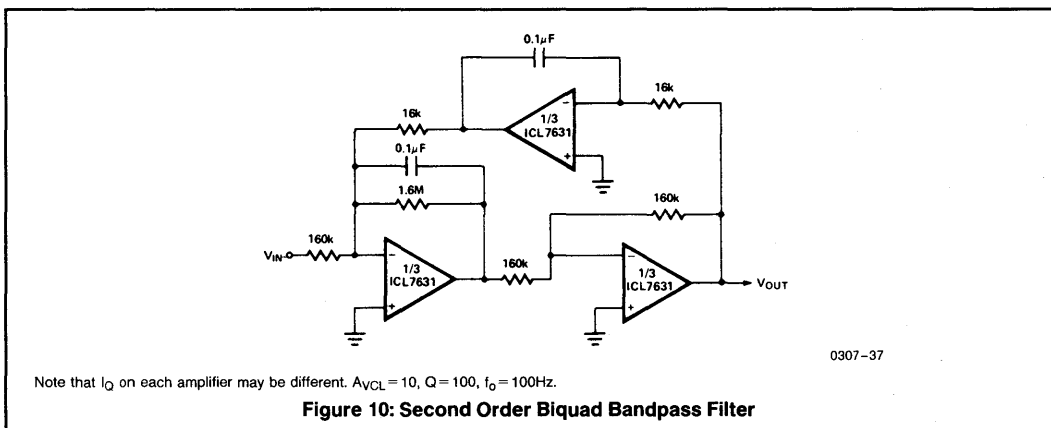 0.1µF
16k
16k
1/3
ICL7631
0.1µF
1.6M
160k
160k
VIN
1/3
ICL7631
160k
1/3
ICL7631
VOUT
0307-37
Note that IQ on each amplifier may be different. AVCL = 10, Q = 100, fo = 100Hz.
Figure 10: Second Order Biquad Bandpass Filter